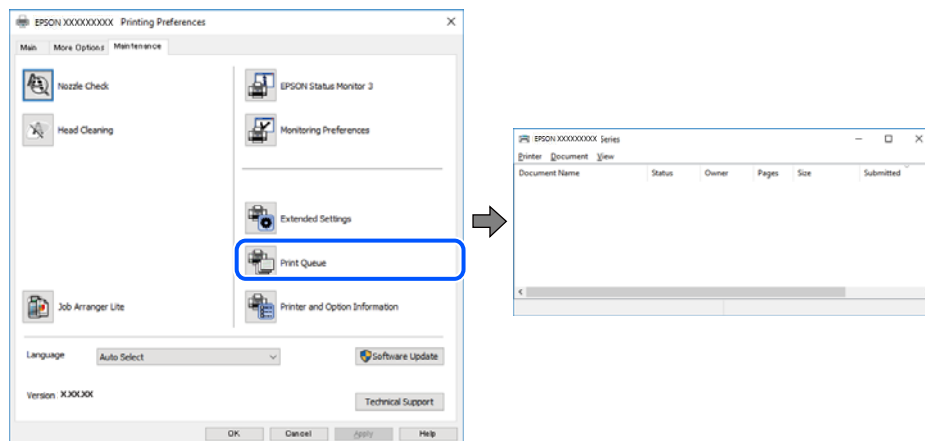 EPSON XXXXXXXXX Printing Preferences
Main More Options Maintenance
Nozzle Check
EPSON Status Monitor 3
Head Cleaning
Monitoring Preferences
Extended Settings
Print Queue
Job Arranger Lite
Printer and Option Information
Language Auto Select
Software Update
Version X.XX.XX
Technical Support
OK Cancel Apply Help
EPSON XXXXXXXXX Series
Printer Document View
Document Name Status Owner Pages Size Submitted